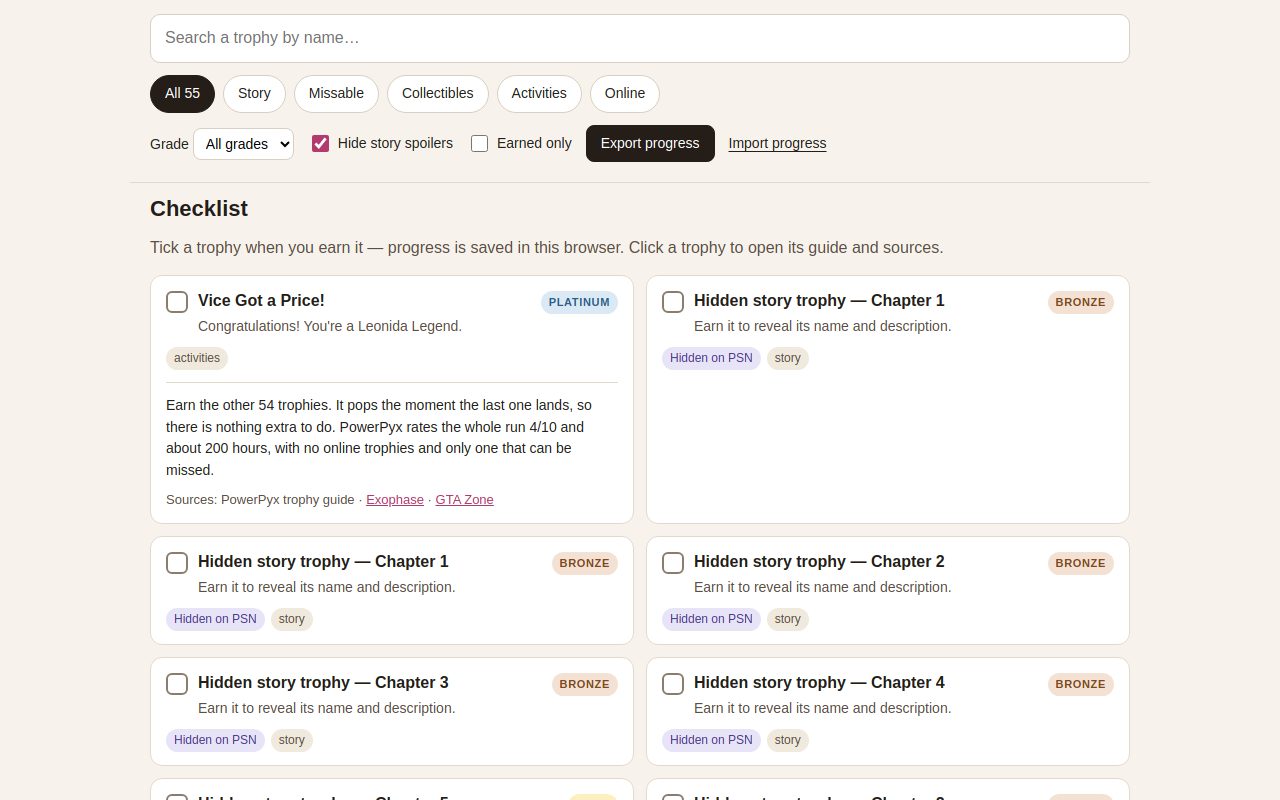 Search a trophy by name…
All 55
Story
Missable
Collectibles
Activities
Online
Grade All grades
Hide story spoilers
Earned only
Export progress
Import progress
Checklist
Tick a trophy when you earn it — progress is saved in this browser. Click a trophy to open its guide and sources.
Vice Got a Price!
PLATINUM
Congratulations! You're a Leonida Legend.
activities
Earn the other 54 trophies. It pops the moment the last one lands, so
there is nothing extra to do. PowerPyx rates the whole run 4/10 and
about 200 hours, with no online trophies and only one that can be
missed.
Sources: PowerPyx trophy guide · Exophase · GTA Zone
Hidden story trophy — Chapter 1
BRONZE
Earn it to reveal its name and description.
Hidden on PSN
story
Hidden story trophy — Chapter 1
BRONZE
Earn it to reveal its name and description.
Hidden on PSN
story
Hidden story trophy — Chapter 2
BRONZE
Earn it to reveal its name and description.
Hidden on PSN
story
Hidden story trophy — Chapter 3
BRONZE
Earn it to reveal its name and description.
Hidden on PSN
story
Hidden story trophy — Chapter 4
BRONZE
Earn it to reveal its name and description.
Hidden on PSN
story